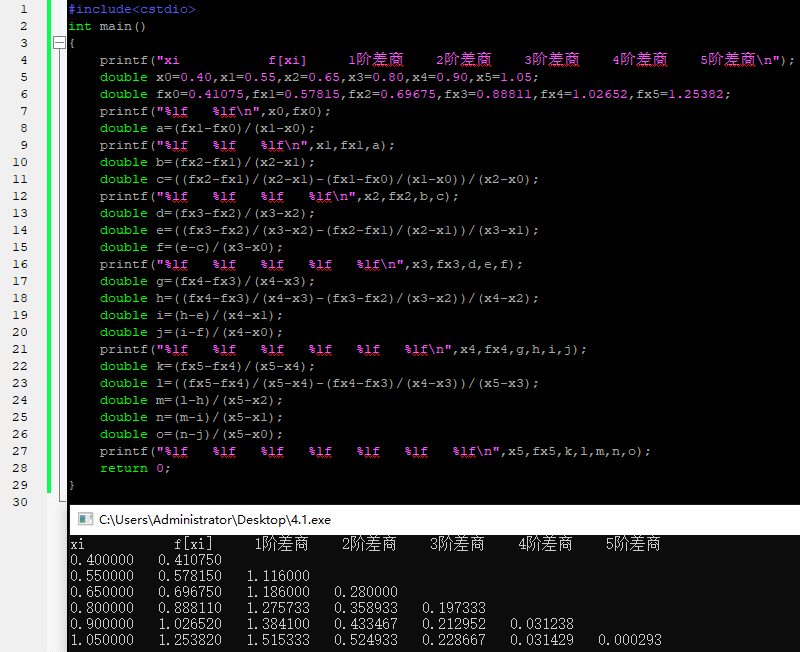 1 #include<cstdio>
2 int main()
3 {
4 printf("xi           f[xi]     1阶差商    2阶差商    3阶差商    4阶差商    5阶差商\n");
5 double x0=0.40,x1=0.55,x2=0.65,x3=0.80,x4=0.90,x5=1.05;
6 double fx0=0.41075,fx1=0.57815,fx2=0.69675,fx3=0.88811,fx4=1.02652,fx5=1.25382;
7 printf("%lf   %lf\n",x0,fx0);
8 double a=(fx1-fx0)/(x1-x0);
9 printf("%lf   %lf   %lf\n",x1,fx1,a);
10 double b=(fx2-fx1)/(x2-x1);
11 double c=((fx2-fx1)/(x2-x1)-(fx1-fx0)/(x1-x0))/(x2-x0);
12 printf("%lf   %lf   %lf   %lf\n",x2,fx2,b,c);
13 double d=(fx3-fx2)/(x3-x2);
14 double e=((fx3-fx2)/(x3-x2)-(fx2-fx1)/(x2-x1))/(x3-x1);
15 double f=(e-c)/(x3-x0);
16 printf("%lf   %lf   %lf   %lf   %lf\n",x3,fx3,d,e,f);
17 double g=(fx4-fx3)/(x4-x3);
18 double h=((fx4-fx3)/(x4-x3)-(fx3-fx2)/(x3-x2))/(x4-x2);
19 double i=(h-e)/(x4-x1);
20 double j=(i-f)/(x4-x0);
21 printf("%lf   %lf   %lf   %lf   %lf   %lf\n",x4,fx4,g,h,i,j);
22 double k=(fx5-fx4)/(x5-x4);
23 double l=((fx5-fx4)/(x5-x4)-(fx4-fx3)/(x4-x3))/(x5-x3);
24 double m=(l-h)/(x5-x2);
25 double n=(m-i)/(x5-x1);
26 double o=(n-j)/(x5-x0);
27 printf("%lf   %lf   %lf   %lf   %lf   %lf   %lf\n",x5,fx5,k,l,m,n,o);
28 return 0;
29 }
30
C:\Users\Administrator\Desktop\4.1.exe
xi           f[xi]     1阶差商    2阶差商    3阶差商    4阶差商    5阶差商
0.400000   0.410750
0.550000   0.578150   1.116000
0.650000   0.696750   1.186000   0.280000
0.800000   0.888110   1.275733   0.358933   0.197333
0.900000   1.026520   1.384100   0.433467   0.212952   0.031238
1.050000   1.253820   1.515333   0.524933   0.228667   0.031429   0.000293